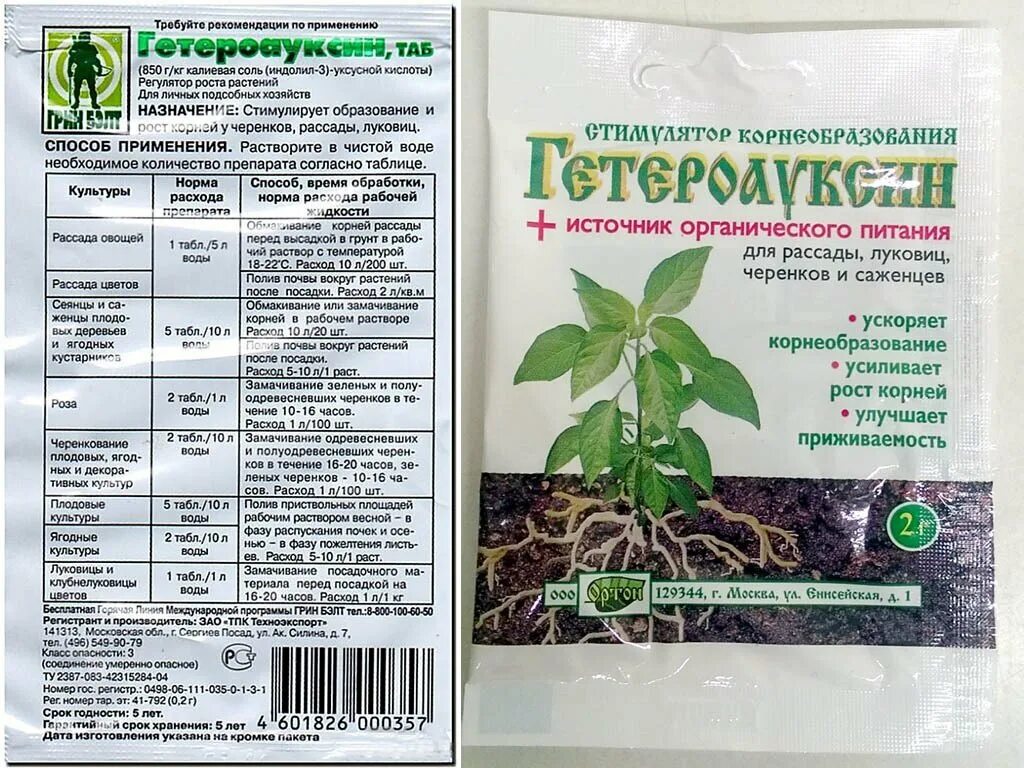 Требуйте рекомендации по применению
Гетероауксин, ТАБ
(850 г/кг калиевая соль (индолил-3)-уксусной кислоты)
Регулятор роста растений
Для личных подсобных хозяйств
ГРИН БЭЛТ
НАЗНАЧЕНИЕ: Стимулирует образование и
рост корней у черенков, рассады, луковиц.
СПОСОБ ПРИМЕНЕНИЯ. Растворите в чистой воде
необходимое количество препарата согласно таблице.
Культуры
Норма
расхода
препарата
Способ, время обработки,
норма расхода рабочей
жидкости
Рассада овощей
1 табл./5 л
воды
Обмакивание корней рассады
перед высадкой в грунт в рабо-
чий раствор с температурой
18-22°С. Расход 10 л/200 шт.
Рассада цветов
Полив почвы вокруг растений
после посадки. Расход 2 л/кв.м
Сеянцы и са-
женцы плодо-
вых деревьев
и ягодных
кустарников
5 табл./10 л
воды
Обмакивание или замачивание
корней в рабочем растворе
Расход 10 л/20 шт.
Полив почвы вокруг растений
после посадки.
Расход 5-10 л/1 раст.
Роза
2 табл./1 л
воды
Замачивание зеленых и полу-
одревесневших черенков в те-
чение 10-16 часов.
Расход 1 л/100 шт.
Черенкование
плодовых, ягод-
ных и декора-
тивных культур
2 табл./10 л
воды
Замачивание одревесневших
и полуодревесневших черен-
ков в течение 16-20 часов, зе-
леных черенков - 10-16 ча-
сов. Расход 1 л/100 шт.
Плодовые
культуры
5 табл./10 л
воды
Полив приствольных площадей
рабочим раствором весной – в
фазу распускания почек и осе-
нью – в фазу пожелтения листь-
ев. Расход 5-10 л/1 раст.
Ягодные
культуры
2 табл./10 л
воды
Луковицы и
клубнелуковицы
цветов
1 табл./1 л
воды
Замачивание посадочного ма-
териала перед посадкой на
16-20 часов. Расход 1 л/1 кг
Бесплатная Горячая Линия Международной программы ГРИН БЭЛТ тел.:8-800-100-60-50
Регистрант и производитель: ЗАО «ТПК Техноэкспорт»
141313, Московская обл., г. Сергиев Посад, ул. Ак. Силина, д. 7,
тел. (496) 549-90-79
Класс опасности: 3
(соединение умеренно опасное)
ТУ 2387-083-42315284-04
Номер гос. регистр.: 0498-06-111-035-0-1-3-1
Рег. номер тар. эт: 41-792 (0,2 г)
Срок годности: 5 лет.
Гарантийный срок хранения: 5 лет
Дата изготовления указана на кромке пакета
4 601826 000357
СТИМУЛЯТОР КОРНЕОБРАЗОВАНИЯ
ГЕТЕРОАУКСИН
+ ИСТОЧНИК ОРГАНИЧЕСКОГО ПИТАНИЯ
ДЛЯ РАССАДЫ, ЛУКОВИЦ,
ЧЕРЕНКОВ И САЖЕНЦЕВ
• УСКОРЯЕТ
КОРНЕОБРАЗОВАНИЕ
• УСИЛИВАЕТ
РОСТ КОРНЕЙ
• УЛУЧШАЕТ
ПРИЖИВАЕМОСТЬ
2 г
ООО ОРТОН 129344, г. Москва, ул. Енисейская, д. 1